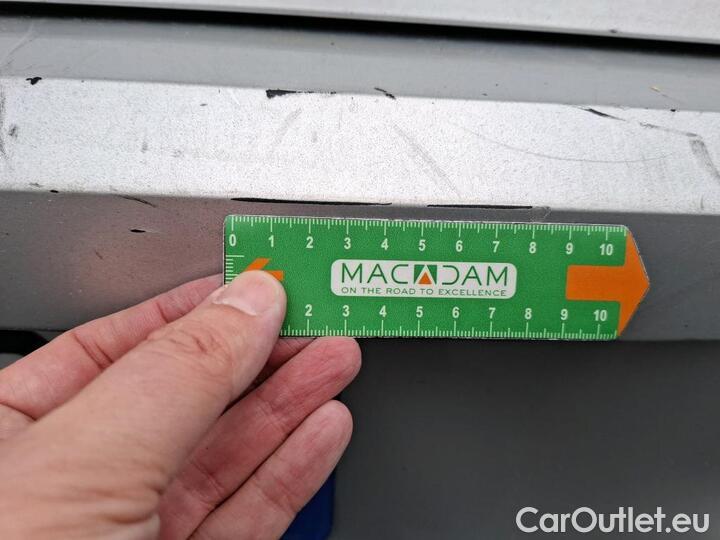 0 1 2 3 4 5 6 7 8 9 10
MACADAM
ON THE ROAD TO EXCELLENCE
2 3 4 5 6 7 8 9 10
CarOutlet.eu